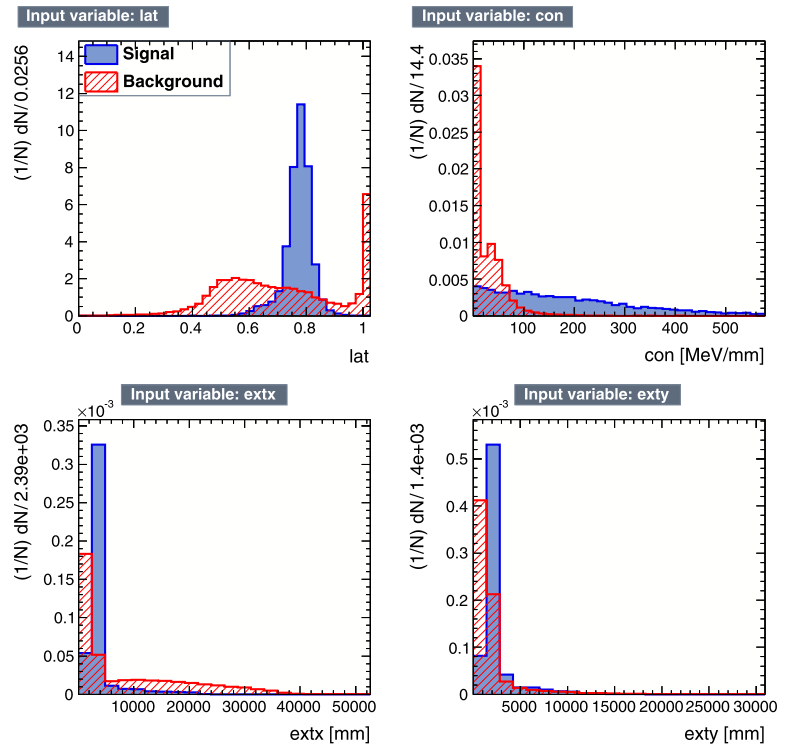 Input variable: lat
(1/N) dN/0.0256
14
12
10
8
6
4
2
0
Signal
Background
0 0.2 0.4 0.6 0.8 1
lat
Input variable: con
(1/N) dN/14.4
0.035
0.03
0.025
0.02
0.015
0.01
0.005
0
100 200 300 400 500
con [MeV/mm]
Input variable: extx
×10-3
(1/N) dN/2.39e+03
0.35
0.3
0.25
0.2
0.15
0.1
0.05
0
10000 20000 30000 40000 50000
extx [mm]
Input variable: exty
×10-3
(1/N) dN/1.4e+03
0.5
0.4
0.3
0.2
0.1
0
5000 10000 15000 20000 25000 30000
exty [mm]